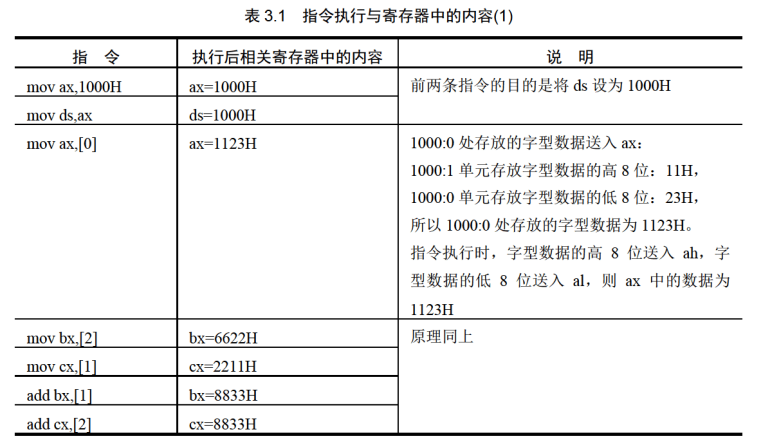 表 3.1 指令执行与寄存器中的内容(1)
指 令 执行后相关寄存器中的内容 说 明
mov ax,1000H ax=1000H 前两条指令的目的是将 ds 设为 1000H
mov ds,ax ds=1000H
mov ax,[0] ax=1123H 1000:0 处存放的字型数据送入 ax：
1000:1 单元存放字型数据的高 8 位：11H，
1000:0 单元存放字型数据的低 8 位：23H，
所以 1000:0 处存放的字型数据为 1123H。
指令执行时，字型数据的高 8 位送入 ah，字
型数据的低 8 位送入 al，则 ax 中的数据为
1123H
mov bx,[2] bx=6622H 原理同上
mov cx,[1] cx=2211H
add bx,[1] bx=8833H
add cx,[2] cx=8833H